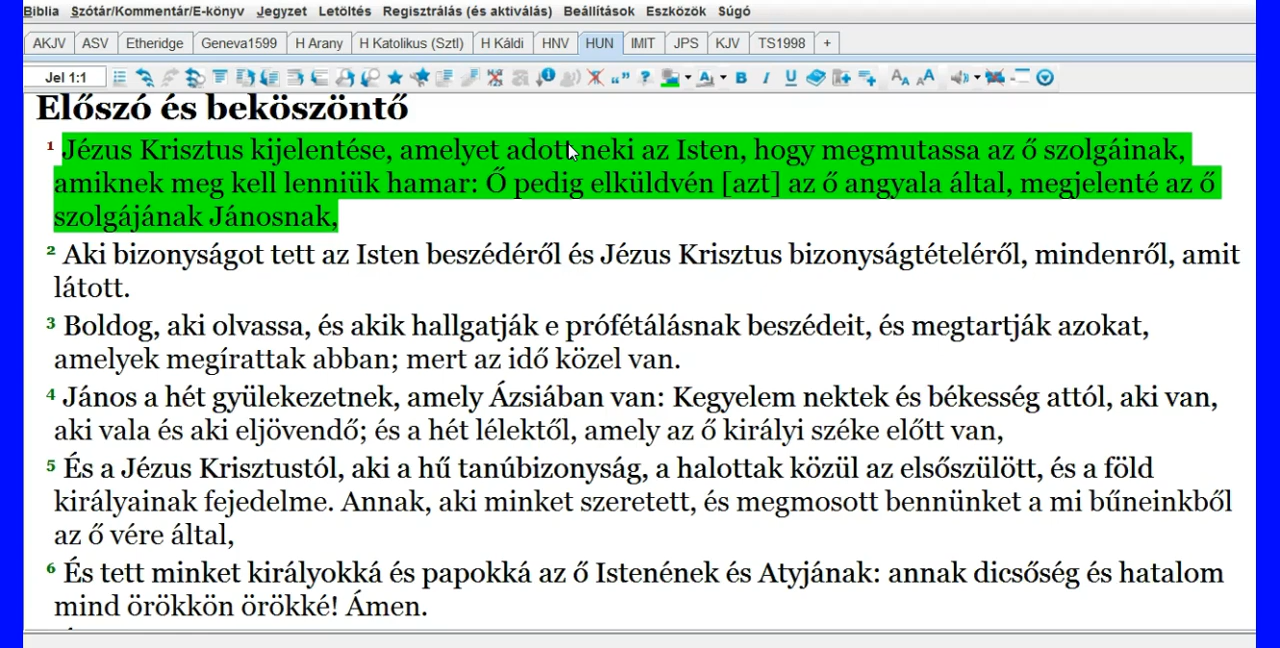 Biblia Szótár/Kommentár/E-könyv Jegyzet Letöltés Regisztrálás (és aktiválás) Beállítások Eszközök Súgó
AKJV ASV Etheridge Geneva1599 H Arany H Katolikus (Sztl) H Káldi HNV HUN IMIT JPS KJV TS1998 +
Jel 1:1
Előszó és beköszöntő
1 Jézus Krisztus kijelentése, amelyet adott neki az Isten, hogy megmutassa az ő szolgáinak,
amiknek meg kell lenniük hamar: Ő pedig elküldvén [azt] az ő angyala által, megjelenté az ő
szolgájának Jánosnak,
2 Aki bizonyságot tett az Isten beszédéről és Jézus Krisztus bizonyságtételéről, mindenről, amit
látott.
3 Boldog, aki olvassa, és akik hallgatják e prófétálásnak beszédeit, és megtartják azokat,
amelyek megírattak abban; mert az idő közel van.
4 János a hét gyülekezetnek, amely Ázsiában van: Kegyelem nektek és békesség attól, aki van,
aki vala és aki eljövendő; és a hét lélektől, amely az ő királyi széke előtt van,
5 És a Jézus Krisztustól, aki a hű tanúbizonyság, a halottak közül az elsőszülött, és a föld
királyainak fejedelme. Annak, aki minket szeretett, és megmosott bennünket a mi bűneinkből
az ő vére által,
6 És tett minket királyokká és papokká az ő Istenének és Atyjának: annak dicsőség és hatalom
mind örökkön örökké! Ámen.